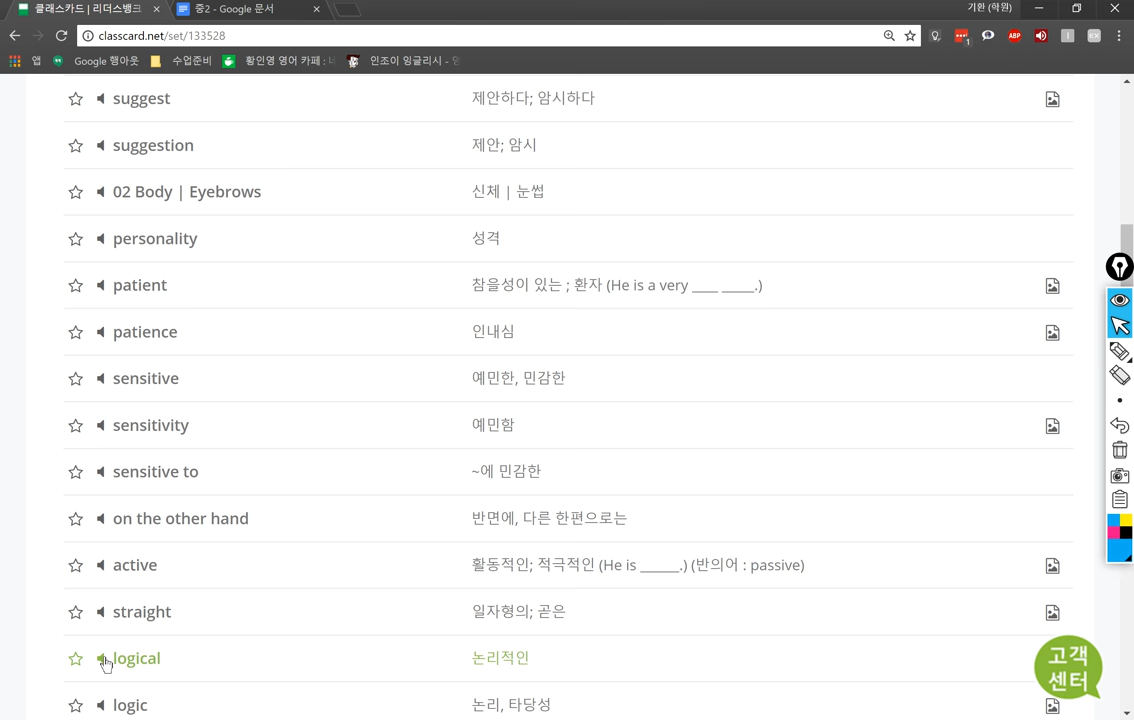 클래스카드 | 리더스뱅크
중2 - Google 문서
기환 (학원)
classcard.net/set/133528
앱
Google 행아웃
수업준비
황인영 영어 카페 : 네
인조이 잉글리시 -
ABP
1
suggest 제안하다; 암시하다
suggestion 제안; 암시
02 Body | Eyebrows 신체 | 눈썹
personality 성격
patient 참을성이 있는 ; 환자 (He is a very ____ _____.)
patience 인내심
sensitive 예민한, 민감한
sensitivity 예민함
sensitive to ~에 민감한
on the other hand 반면에, 다른 한편으로는
active 활동적인; 적극적인 (He is ______.) (반의어 : passive)
straight 일자형의; 곧은
logical 논리적인
logic 논리, 타당성
고객
센터